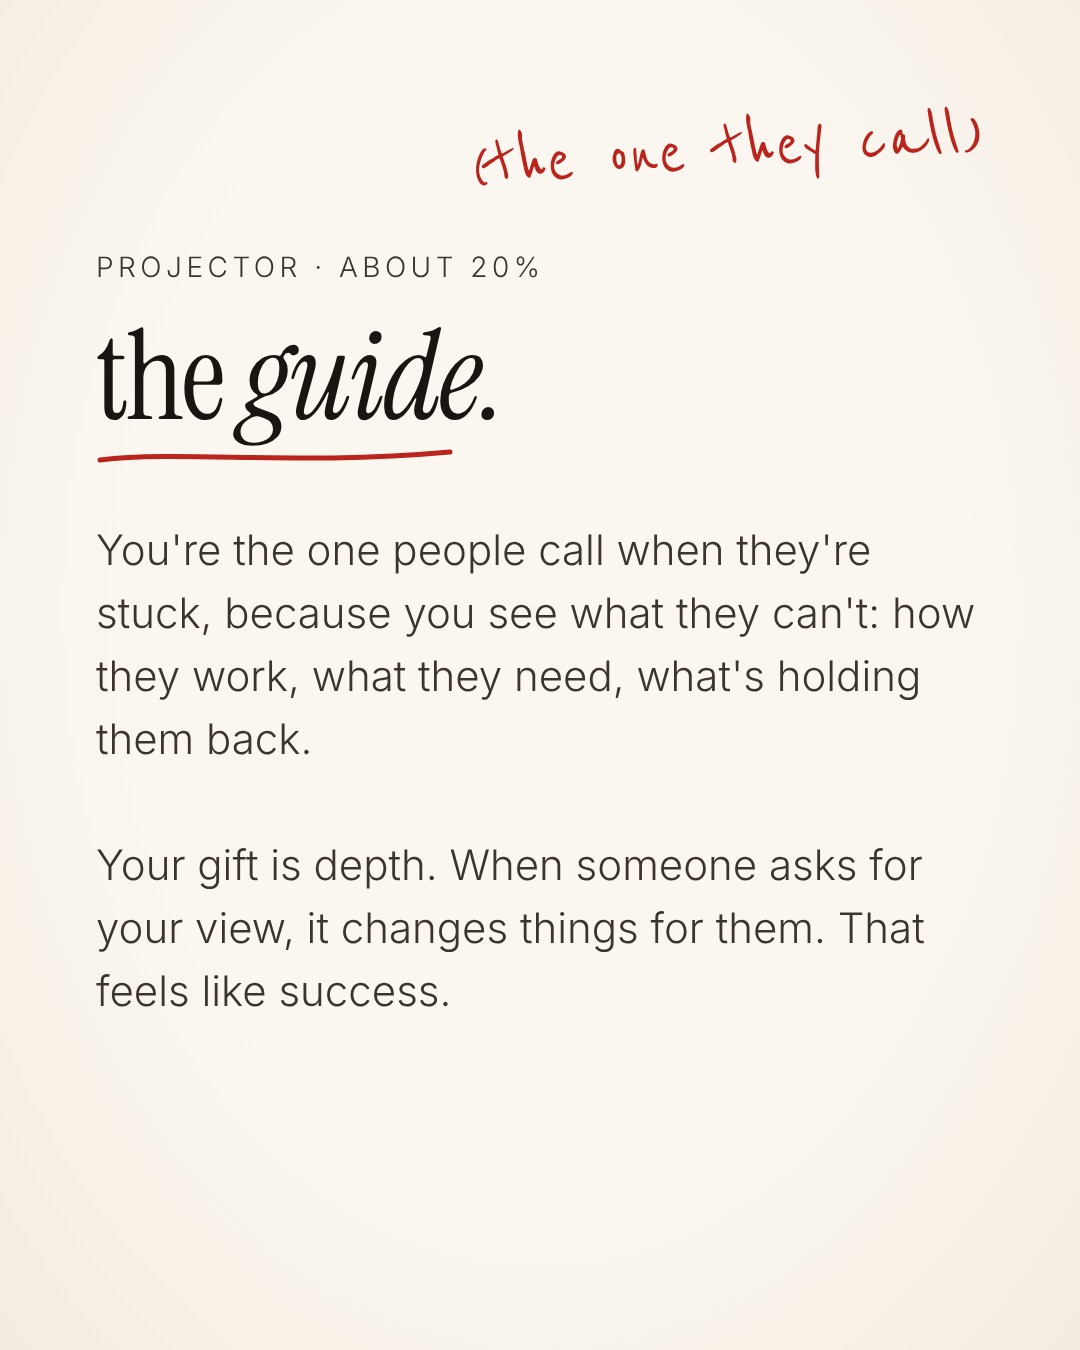 (the one they call)
PROJECTOR · ABOUT 20%
the guide.
You're the one people call when they're
stuck, because you see what they can't: how
they work, what they need, what's holding
them back.
Your gift is depth. When someone asks for
your view, it changes things for them. That
feels like success.